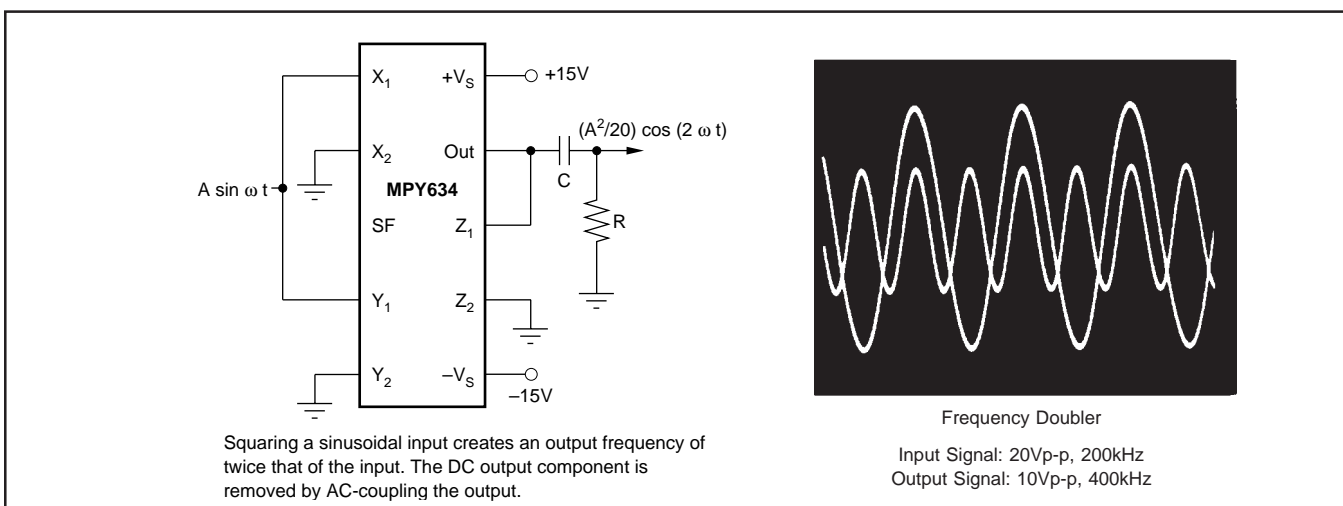 X1
+VS
+15V
(A²/20) cos (2 ω t)
X2
Out
C
A sin ω t
MPY634
SF
Z1
R
Y1
Z2
Y2
–VS
–15V
Squaring a sinusoidal input creates an output frequency of
twice that of the input. The DC output component is
removed by AC-coupling the output.
Frequency Doubler
Input Signal: 20Vp-p, 200kHz
Output Signal: 10Vp-p, 400kHz